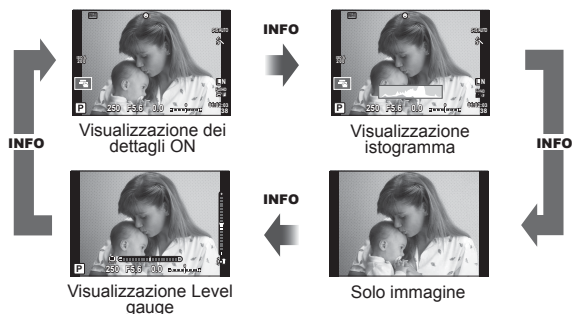 INFO
P 250 F5.6 0.0
Visualizzazione dei
dettagli ON
P 250 F5.6 0.0
38
Visualizzazione
istogramma
INFO
INFO
INFO
P 250 F5.6 0.0
Visualizzazione Level
gauge
Solo immagine